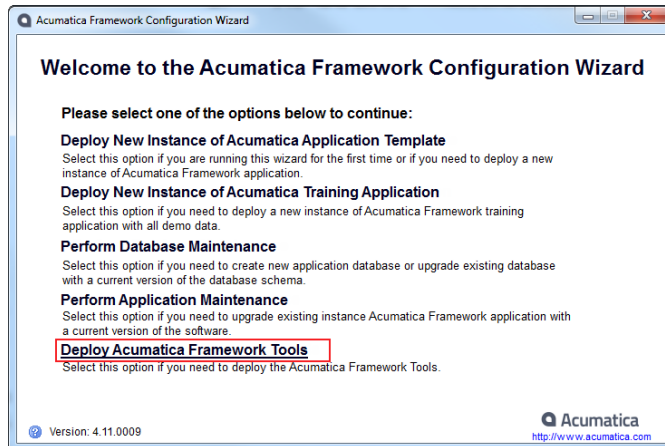 Acumatica Framework Configuration Wizard
Welcome to the Acumatica Framework Configuration Wizard
Please select one of the options below to continue:
Deploy New Instance of Acumatica Application Template
Select this option if you are running this wizard for the first time or if you need to deploy a new
instance of Acumatica Framework application.
Deploy New Instance of Acumatica Training Application
Select this option if you need to deploy a new instance of Acumatica Framework training
application with all demo data.
Perform Database Maintenance
Select this option if you need to create new application database or upgrade existing database
with a current version of the database schema.
Perform Application Maintenance
Select this option if you need to upgrade existing instance Acumatica Framework application with
a current version of the software.
Deploy Acumatica Framework Tools
Select this option if you need to deploy the Acumatica Framework Tools.
Version: 4.11.0009
Acumatica
http://www.acumatica.com